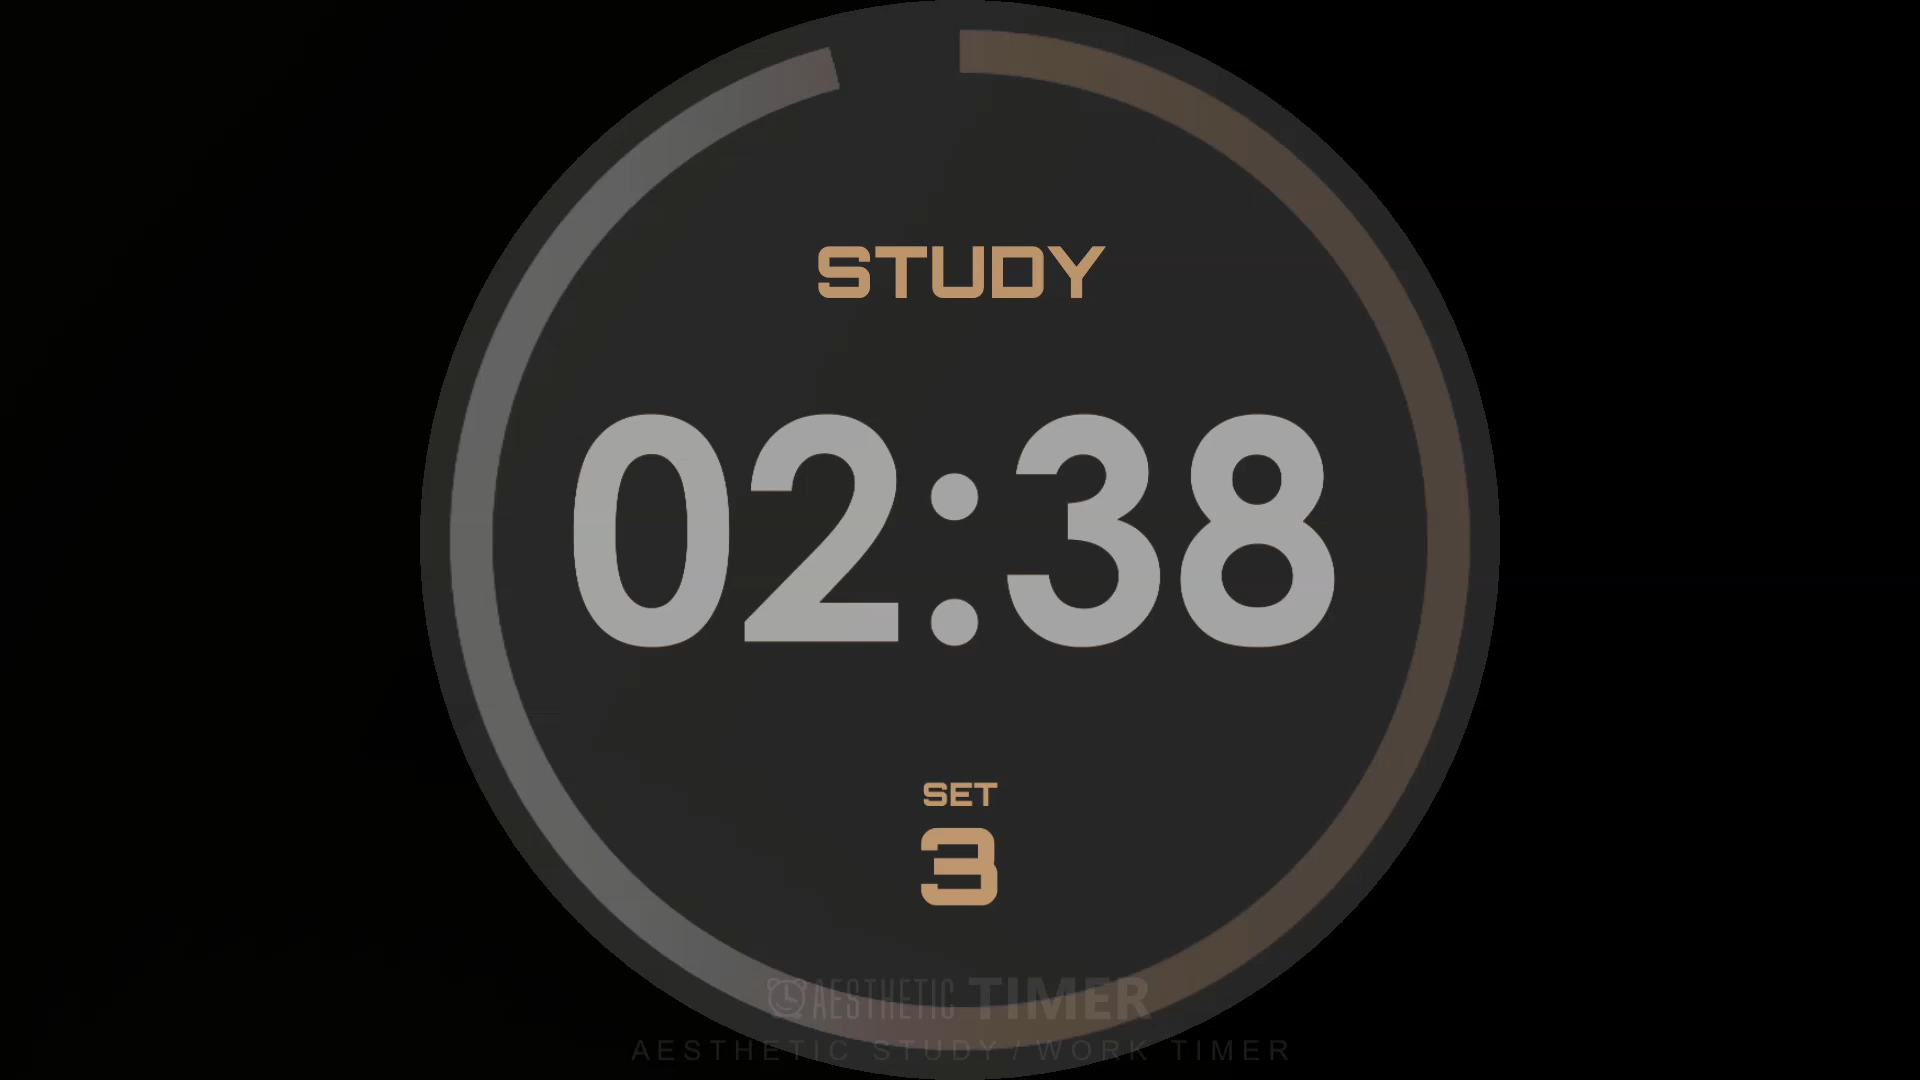 STUDY
02:38
SET
3
AESTHETIC TIMER
AESTHETIC STUDY / WORK TIMER